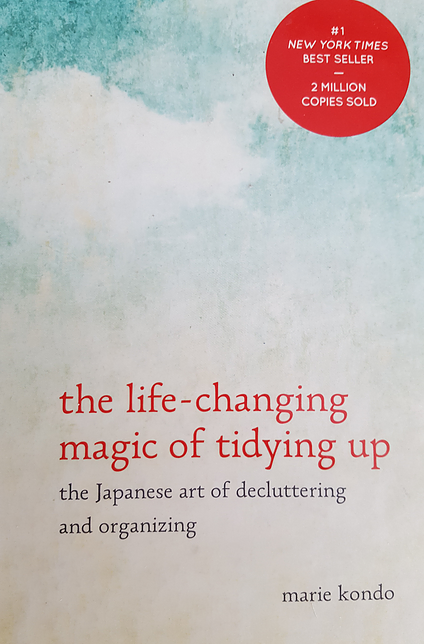 #1
NEW YORK TIMES
BEST SELLER
—
2 MILLION
COPIES SOLD
the life-changing
magic of tidying up
the Japanese art of decluttering
and organizing
marie kondo